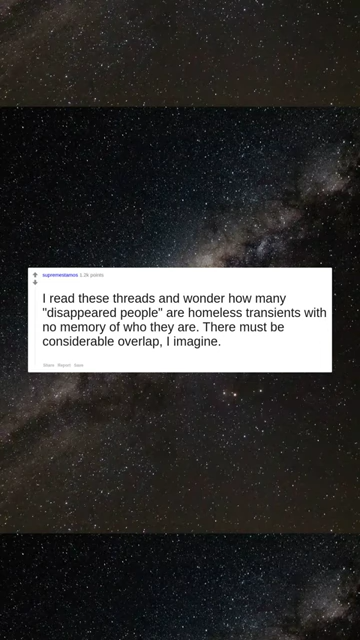 supremestamos 1.2k points
I read these threads and wonder how many
"disappeared people" are homeless transients with
no memory of who they are. There must be
considerable overlap, I imagine.
Share Report Save